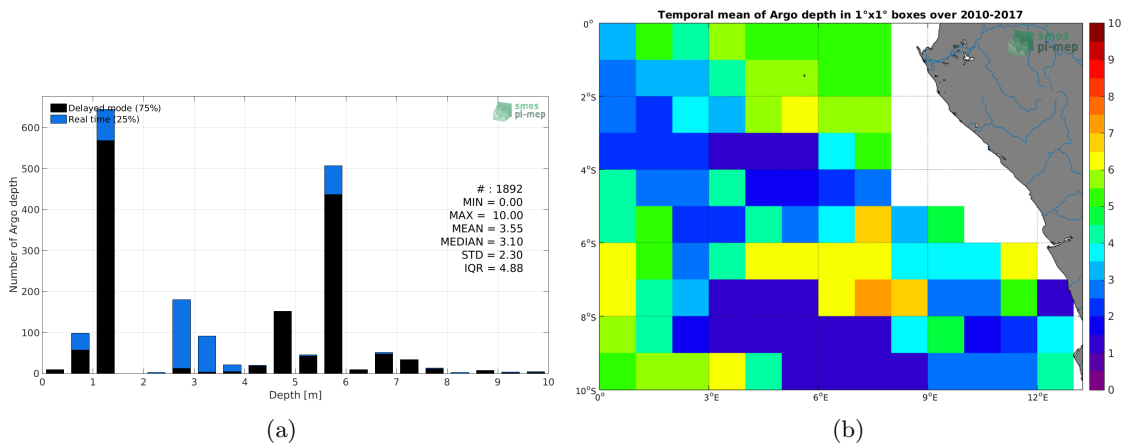 Delayed mode (75%)
Real time (25%)
smos
pi-mep
600
500
400
300
200
100
0
Number of Argo depth
# : 1892
MIN = 0.00
MAX = 10.00
MEAN = 3.55
MEDIAN = 3.10
STD = 2.30
IQR = 4.88
0 1 2 3 4 5 6 7 8 9 10
Depth [m]
(a)
Temporal mean of Argo depth in 1°x1° boxes over 2010-2017
smos
pi-mep
0°
2°S
4°S
6°S
8°S
10°S
0° 3°E 6°E 9°E 12°E
10
9
8
7
6
5
4
3
2
1
0
(b)